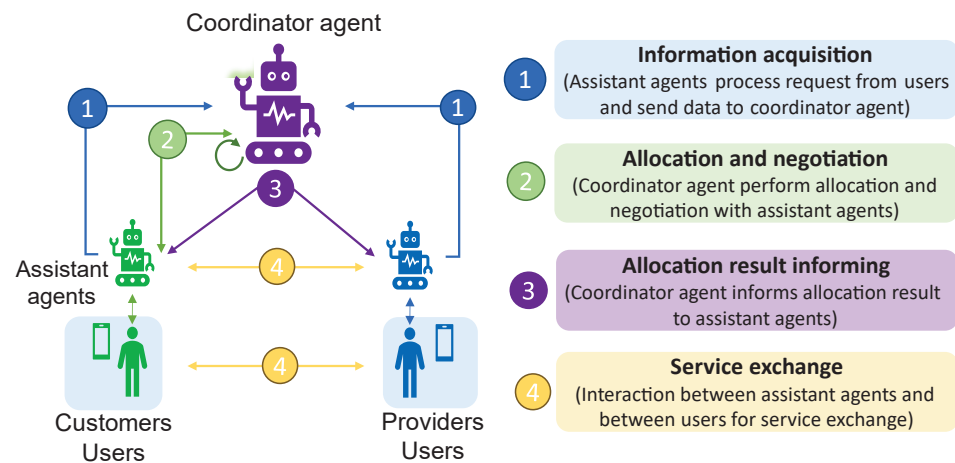 Coordinator agent
1
1
2
3
Assistant
agents
4
4
Customers
Users
Providers
Users
1
Information acquisition
(Assistant agents process request from users
and send data to coordinator agent)
2
Allocation and negotiation
(Coordinator agent perform allocation and
negotiation with assistant agents)
3
Allocation result informing
(Coordinator agent informs allocation result
to assistant agents)
4
Service exchange
(Interaction between assistant agents and
between users for service exchange)